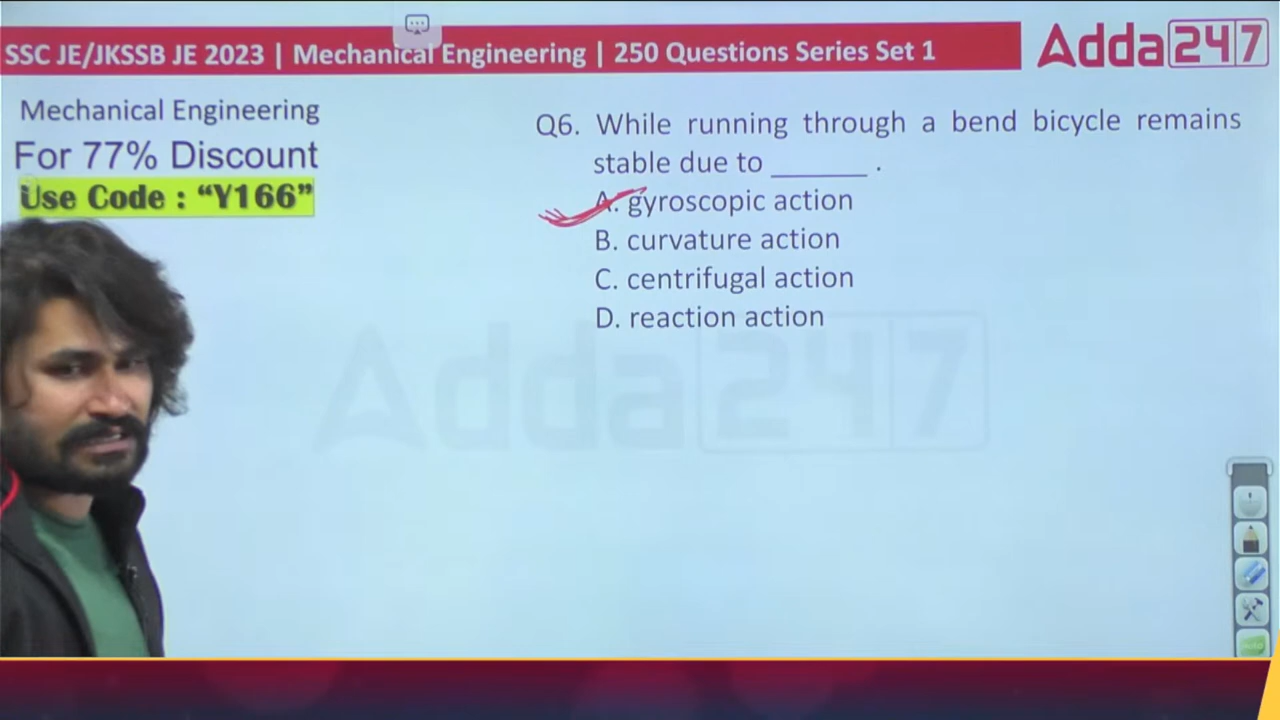 SSC JE/JKSSB JE 2023 | Mechanical Engineering | 250 Questions Series Set 1
Adda247
Mechanical Engineering
For 77% Discount
Use Code : “Y166”
Q6. While running through a bend bicycle remains
stable due to _______ .
A. gyroscopic action
B. curvature action
C. centrifugal action
D. reaction action
Adda247